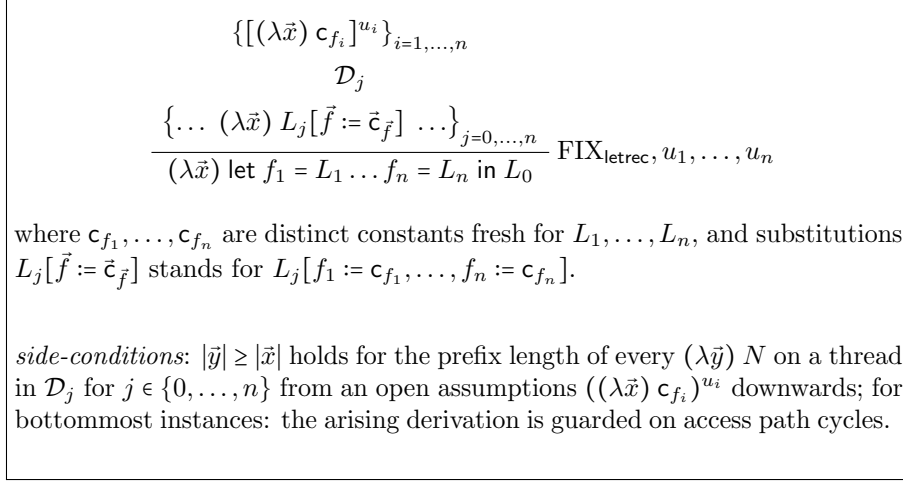 {[(λx⃗) c_{f_i}]^{u_i}}_{i=1,…,n}
𝒟_j
{… (λx⃗) L_j[f⃗ := c⃗_{f⃗}] …}_{j=0,…,n}
FIX_{letrec}, u_1, …, u_n
(λx⃗) let f_1 = L_1 … f_n = L_n in L_0
where c_{f_1}, …, c_{f_n} are distinct constants fresh for L_1, …, L_n, and substitutions
L_j[f⃗ := c⃗_{f⃗}] stands for L_j[f_1 := c_{f_1}, …, f_n := c_{f_n}].
side-conditions: |y⃗| ≥ |x⃗| holds for the prefix length of every (λy⃗) N on a thread
in 𝒟_j for j ∈ {0, …, n} from an open assumptions ((λx⃗) c_{f_i})^{u_i} downwards; for
bottommost instances: the arising derivation is guarded on access path cycles.